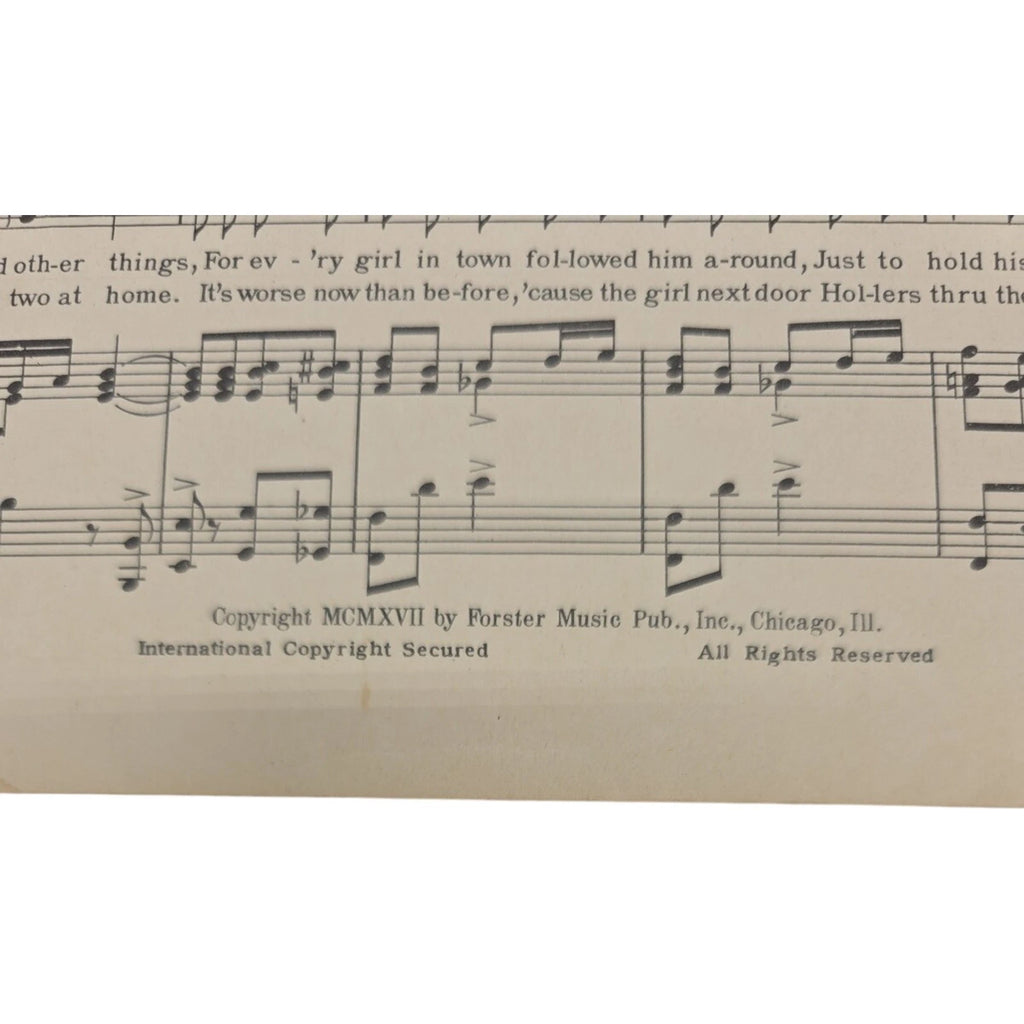 oth-er things, For ev - 'ry girl in town fol-lowed him a-round, Just to hold his
two at home. It's worse now than be-fore, 'cause the girl next door Hol-lers thru the
Copyright MCMXVII by Forster Music Pub., Inc., Chicago, Ill.
International Copyright Secured All Rights Reserved